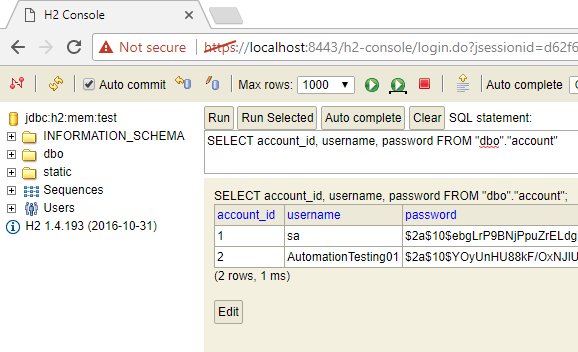 H2 Console
Not secure https://localhost:8443/h2-console/login.do?jsessionid=d62f6
Auto commit Max rows: 1000 Auto complete
jdbc:h2:mem:test
INFORMATION_SCHEMA
dbo
static
Sequences
Users
H2 1.4.193 (2016-10-31)
Run Run Selected Auto complete Clear SQL statement:
SELECT account_id, username, password FROM "dbo"."account"
SELECT account_id, username, password FROM "dbo"."account";
account_id username password
1 sa $2a$10$ebgLrP9BNjPpuZrELdg
2 AutomationTesting01 $2a$10$YOyUnHU88kF/OxNJIU
(2 rows, 1 ms)
Edit